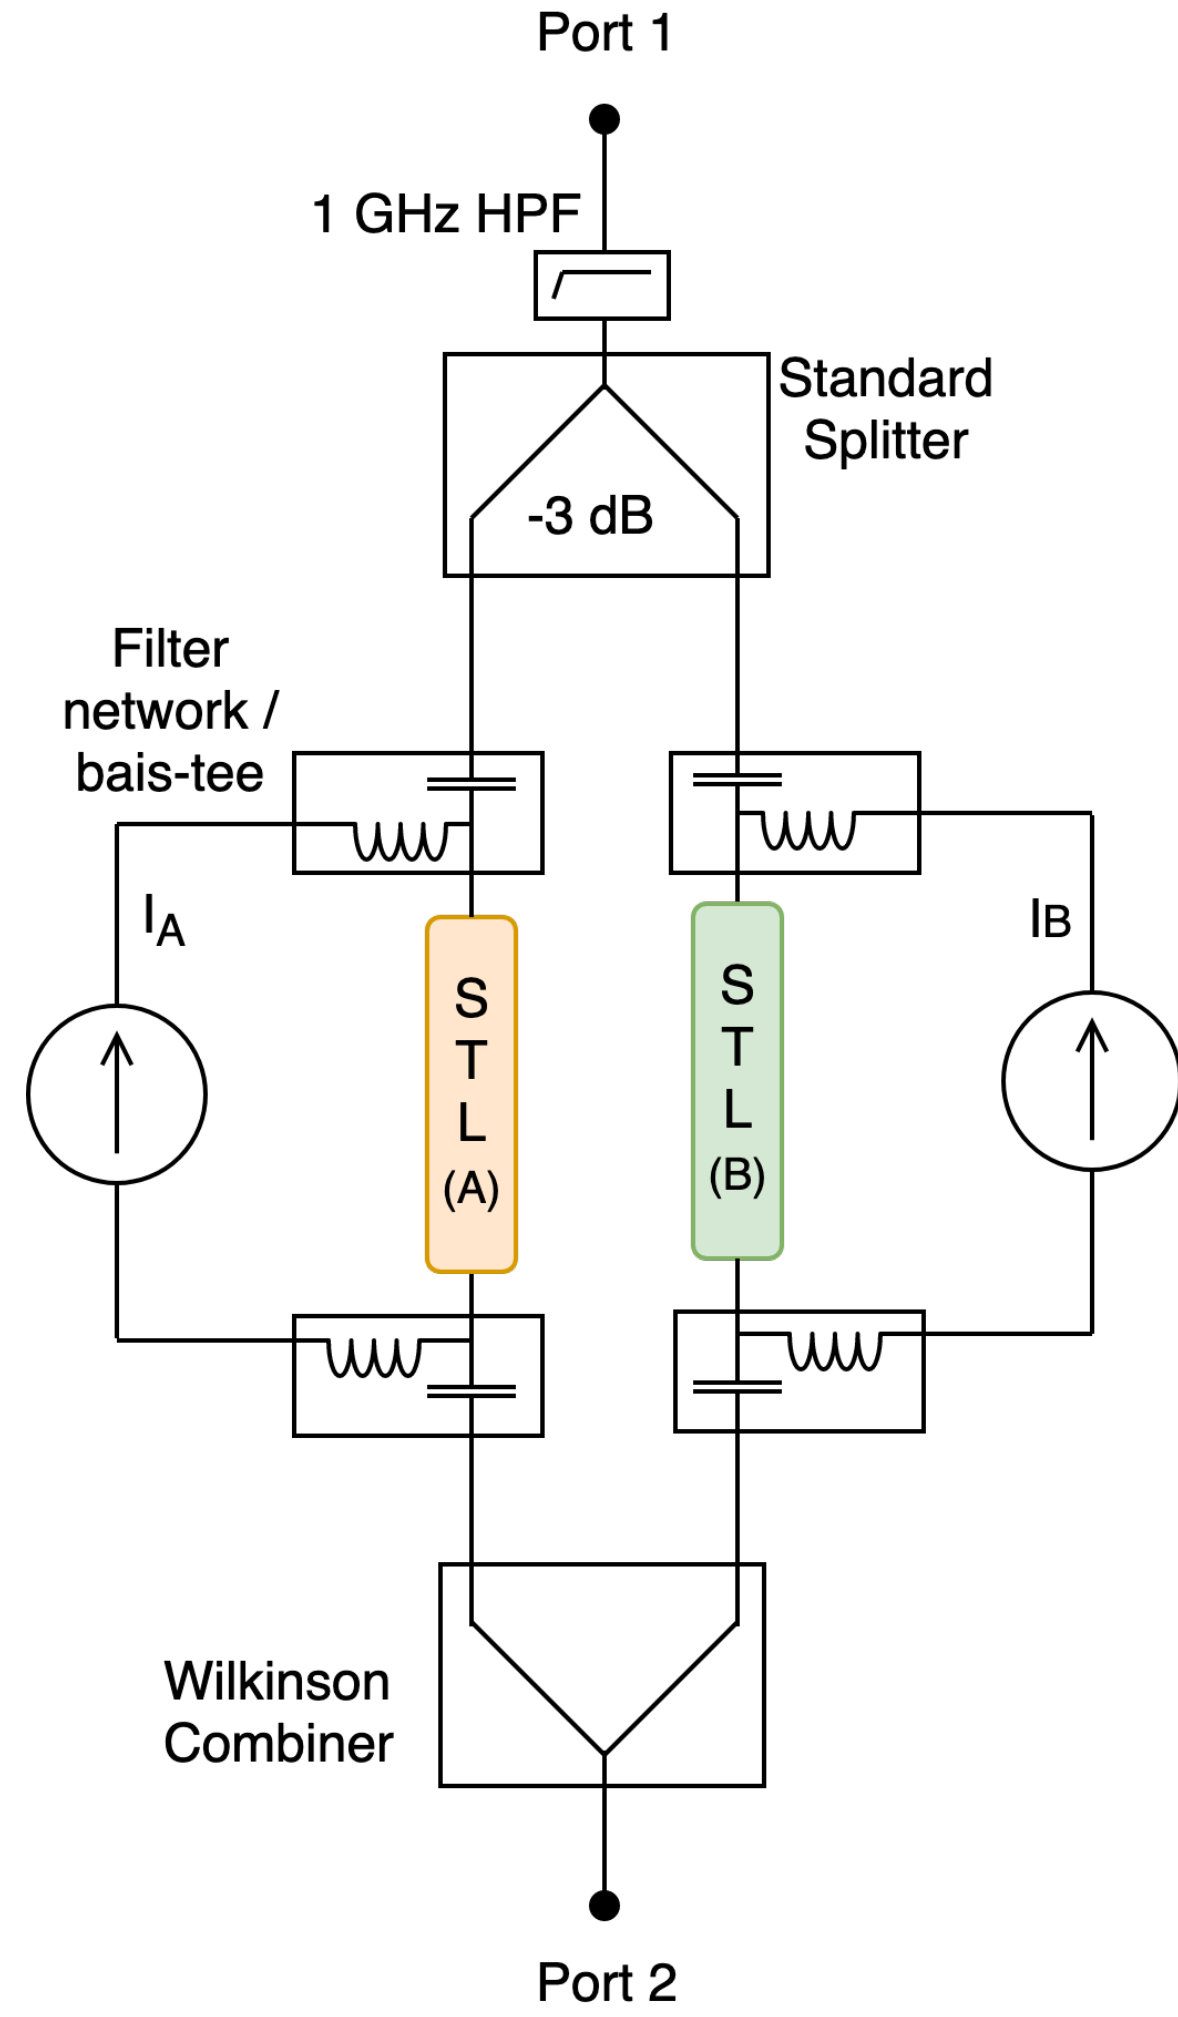 Port 1
1 GHz HPF
Standard
Splitter
-3 dB
Filter
network /
bais-tee
IA
IB
S
T
L
(A)
S
T
L
(B)
Wilkinson
Combiner
Port 2